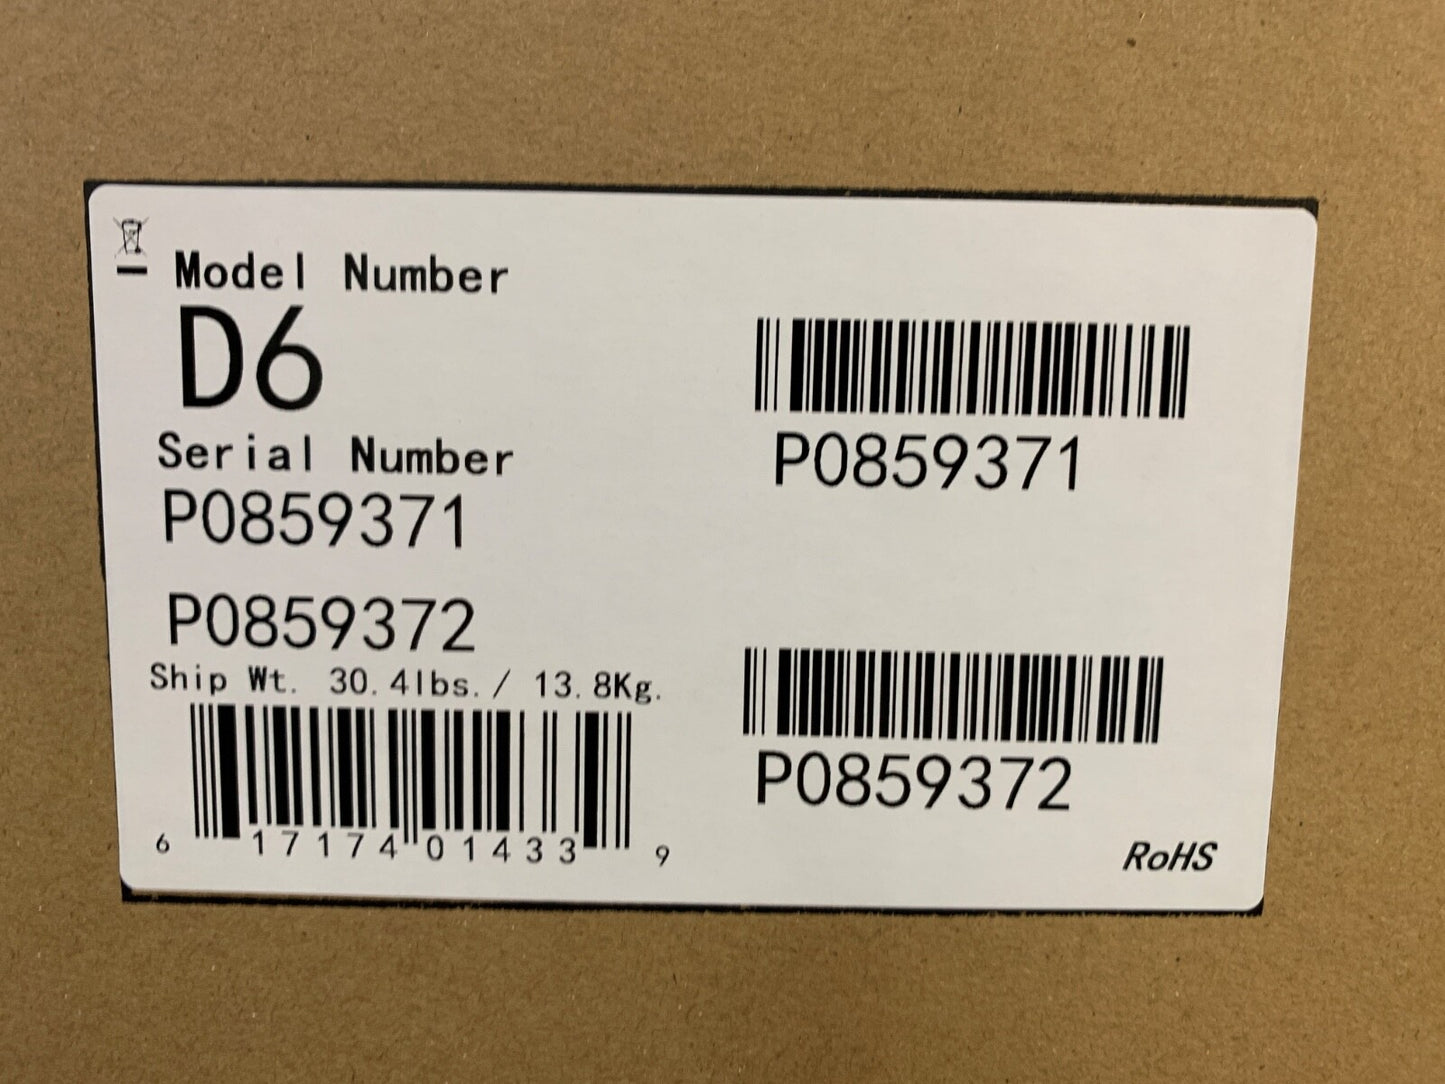 Model Number
D6
Serial Number
P0859371
P0859372
Ship Wt. 30.4lbs. / 13.8Kg.
6 17174 01433 9
P0859371
P0859372
RoHS